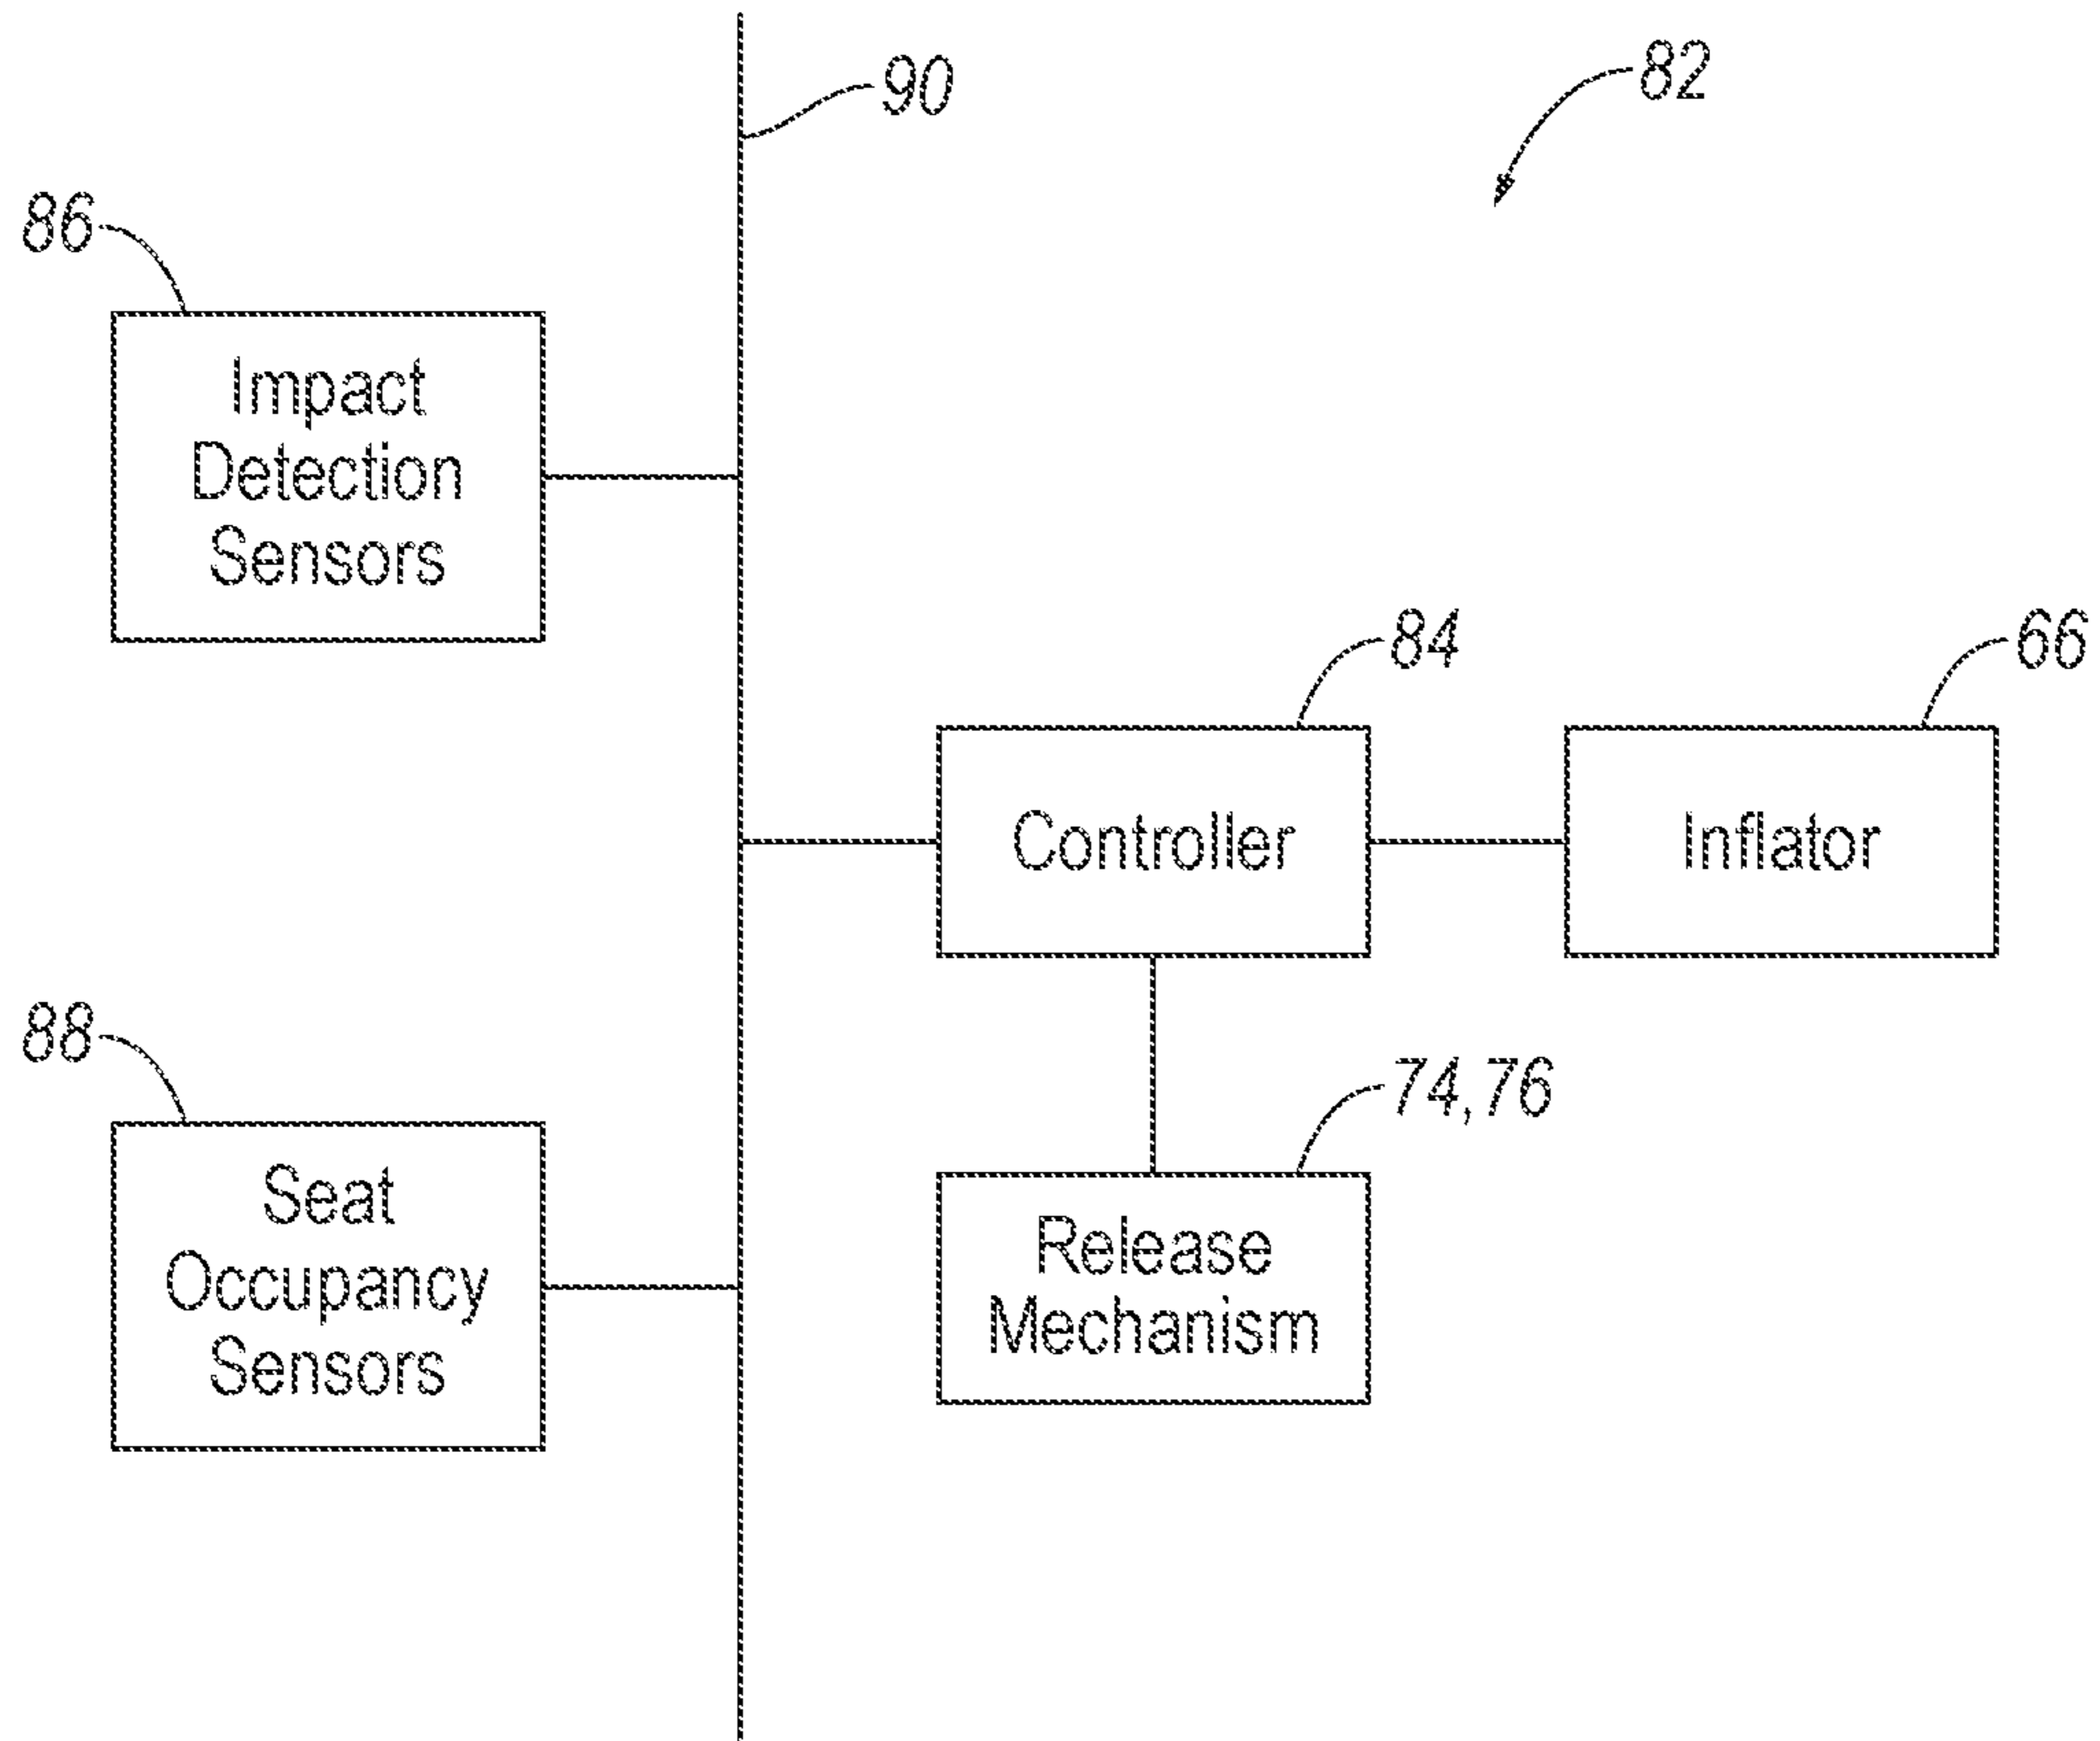 90
82
86
Impact
Detection
Sensors
84
66
Controller
Inflator
88
74,76
Seat
Occupancy
Sensors
Release
Mechanism